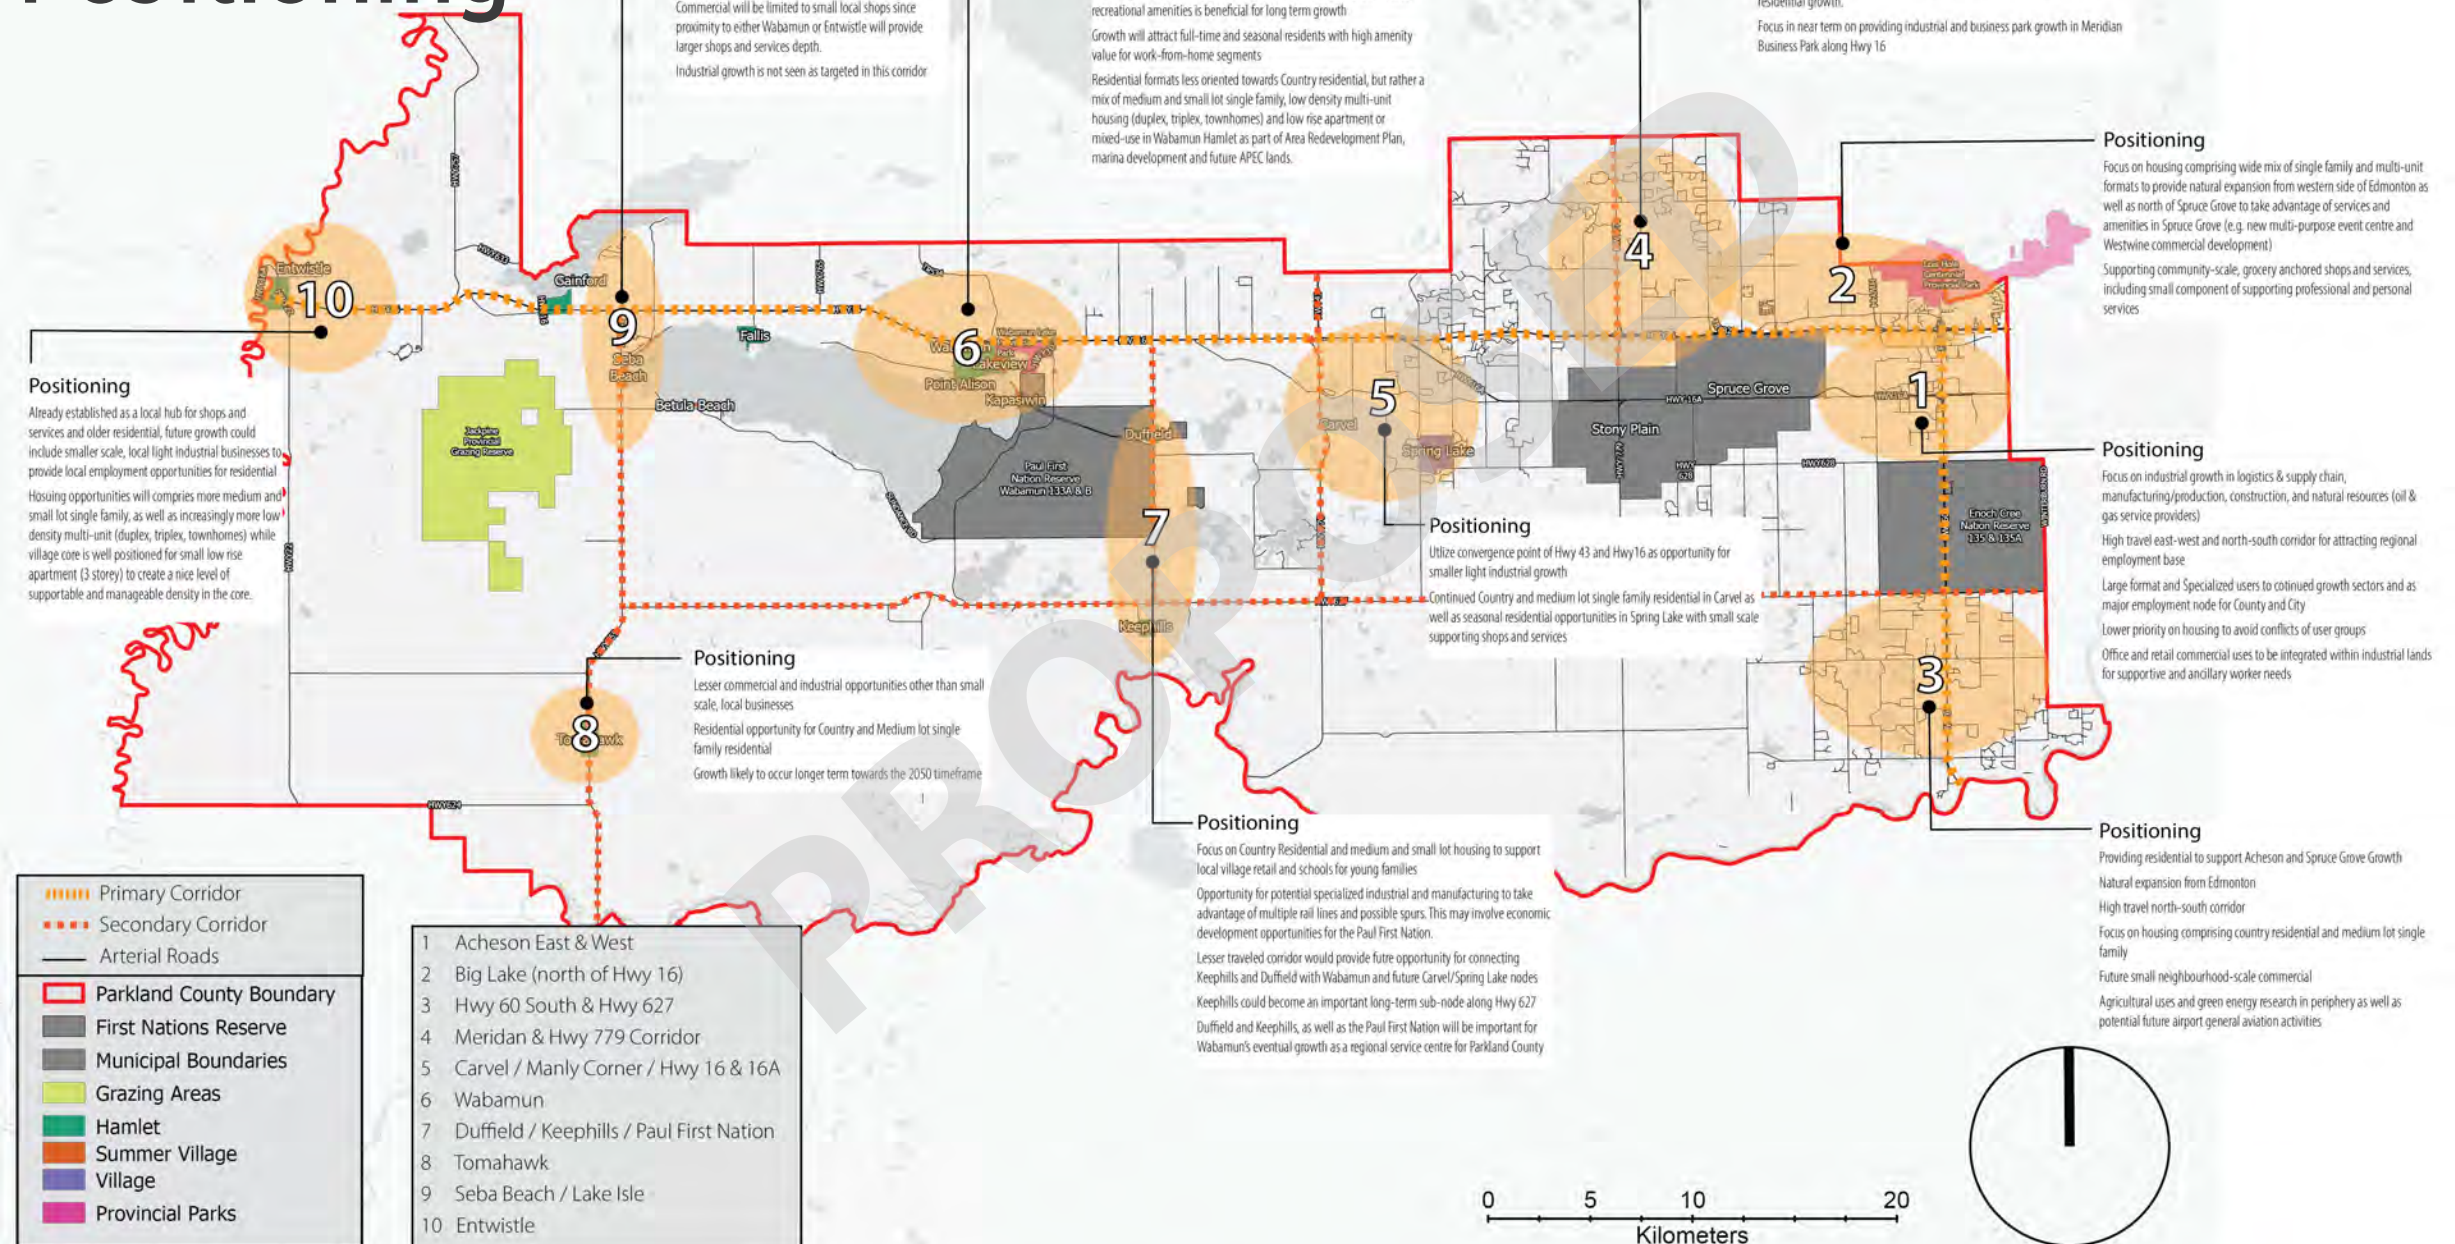 Positioning
Commercial will be limited to small local shops since
proximity to either Wabamun or Entwistle will provide
larger shops and services depth.
Industrial growth is not seen as targeted in this corridor
recreational amenities is beneficial for long term growth
Growth will attract full-time and seasonal residents with high amenity
value for work-from-home segments
Residential formats less oriented towards Country residential, but rather a
mix of medium and small lot single family, low density multi-unit
housing (duplex, triplex, townhomes) and low rise apartment or
mixed-use in Wabamun Hamlet as part of Area Redevelopment Plan,
marina development and future APEC lands.
residential growth.
Focus in near term on providing industrial and business park growth in Meridian
Business Park along Hwy 16
Positioning
Focus on housing comprising wide mix of single family and multi-unit
formats to provide natural expansion from western side of Edmonton as
well as north of Spruce Grove to take advantage of services and
amenities in Spruce Grove (e.g. new multi-purpose event centre and
Westwine commercial development)
Supporting community-scale, grocery anchored shops and services,
including small component of supporting professional and personal
services
Positioning
Already established as a local hub for shops and
services and older residential, future growth could
include smaller scale, local light industrial businesses to
provide local employment opportunities for residential
Hosuing opportunities will compries more medium and
small lot single family, as well as increasingly more low
density multi-unit (duplex, triplex, townhomes) while
village core is well positioned for small low rise
apartment (3 storey) to create a nice level of
supportable and manageable density in the core.
Entwistle
10
Gainford
9
Seba
Beach
Fallis
Betula Beach
6
Wabamun Lake
Park
Lakeview
Point Alison
Kapasiwin
Duffield
Jackpine
Provincial
Grazing Reserve
Paul First
Nation Reserve
Wabamun 133A & B
7
Keephills
8
5
Carvel
Spring Lake
4
2
Lois Hole
Centennial
Provincial Park
1
Spruce Grove
Stony Plain
HWY 16A
HWY
628
HWY628
Enoch Cree
Nation Reserve
135 & 135A
3
HWY624
PROPOSED
Positioning
Focus on industrial growth in logistics & supply chain,
manufacturing/production, construction, and natural resources (oil &
gas service providers)
High travel east-west and north-south corridor for attracting regional
employment base
Large format and Specialized users to cotinued growth sectors and as
major employment node for County and City
Lower priority on housing to avoid conflicts of user groups
Office and retail commercial uses to be integrated within industrial lands
for supportive and ancillary worker needs
Positioning
Utlize convergence point of Hwy 43 and Hwy16 as opportunity for
smaller light industrial growth
Continued Country and medium lot single family residential in Carvel as
well as seasonal residential opportunities in Spring Lake with small scale
supporting shops and services
Positioning
Lesser commercial and industrial opportunities other than small
scale, local businesses
Residential opportunity for Country and Medium lot single
family residential
Growth likely to occur longer term towards the 2050 timeframe
Positioning
Focus on Country Residential and medium and small lot housing to support
local village retail and schools for young families
Opportunity for potential specialized industrial and manufacturing to take
advantage of multiple rail lines and possible spurs. This may involve economic
development opportunities for the Paul First Nation.
Lesser traveled corridor would provide futre opportunity for connecting
Keephills and Duffield with Wabamun and future Carvel/Spring Lake nodes
Keephills could become an important long-term sub-node along Hwy 627
Duffield and Keephills, as well as the Paul First Nation will be important for
Wabamun's eventual growth as a regional service centre for Parkland County
Positioning
Providing residential to support Acheson and Spruce Grove Growth
Natural expansion from Edmonton
High travel north-south corridor
Focus on housing comprising country residential and medium lot single
family
Future small neighbourhood-scale commercial
Agricultural uses and green energy research in periphery as well as
potential future airport general aviation activities
Primary Corridor
Secondary Corridor
Arterial Roads
Parkland County Boundary
First Nations Reserve
Municipal Boundaries
Grazing Areas
Hamlet
Summer Village
Village
Provincial Parks
1 Acheson East & West
2 Big Lake (north of Hwy 16)
3 Hwy 60 South & Hwy 627
4 Meridan & Hwy 779 Corridor
5 Carvel / Manly Corner / Hwy 16 & 16A
6 Wabamun
7 Duffield / Keephills / Paul First Nation
8 Tomahawk
9 Seba Beach / Lake Isle
10 Entwistle
0 5 10 20
Kilometers